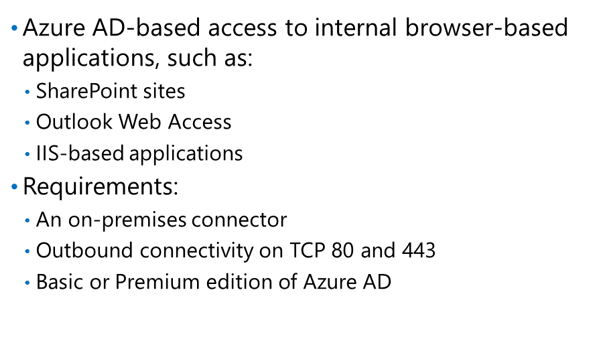 • Azure AD-based access to internal browser-based
applications, such as:
• SharePoint sites
• Outlook Web Access
• IIS-based applications
• Requirements:
• An on-premises connector
• Outbound connectivity on TCP 80 and 443
• Basic or Premium edition of Azure AD